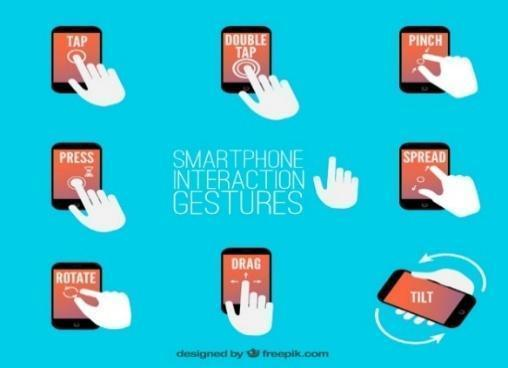 TAP
DOUBLE
TAP
PINCH
PRESS
SMARTPHONE
INTERACTION
GESTURES
SPREAD
ROTATE
DRAG
TILT
designed by freepik.com